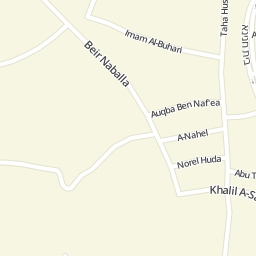 Imam Al-Buhari
Taha Hus
Beir Naballa
Auqba Ben Naf'ea
A-Nahel
Norel Huda
Abu T
Khalil A-Sa